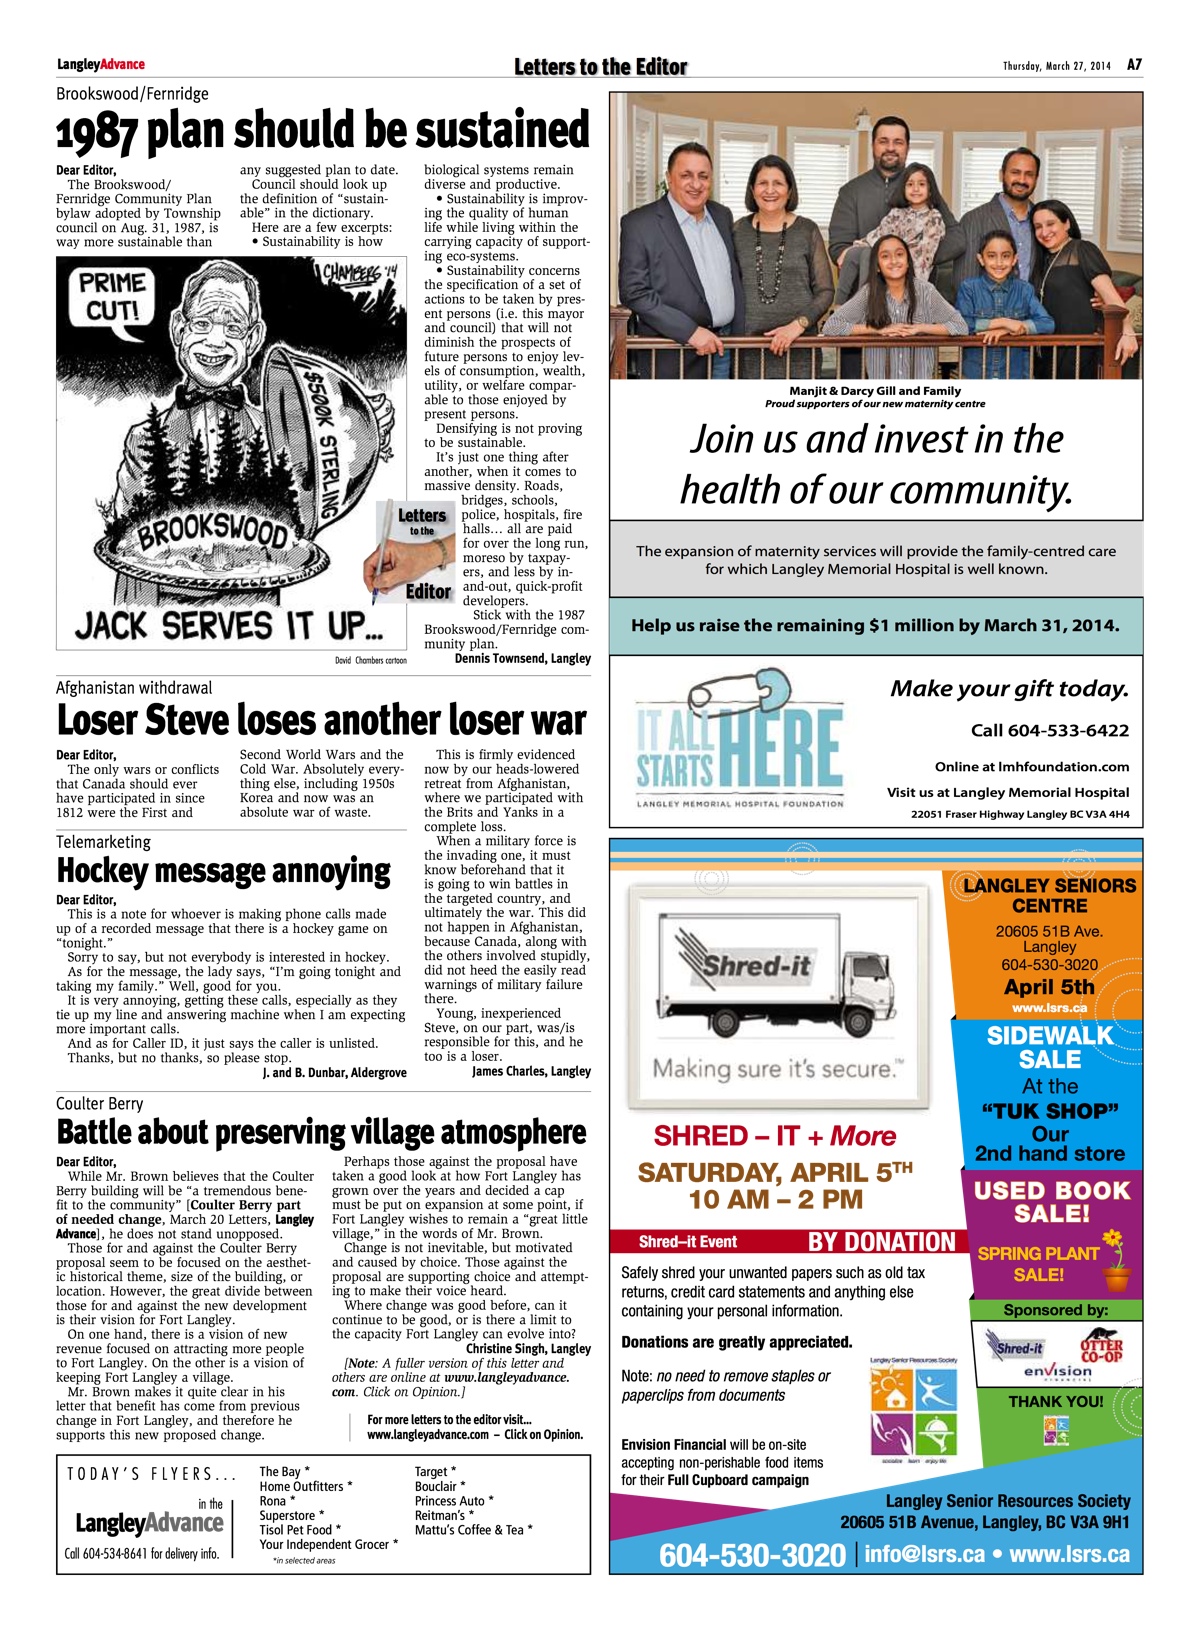 LangleyAdvance
Letters to the Editor
Thursday, March 27, 2014 A7
Brookswood/Fernridge
1987 plan should be sustained
Dear Editor,
The Brookswood/
Fernridge Community Plan
bylaw adopted by Township
council on Aug. 31, 1987, is
way more sustainable than
any suggested plan to date.
Council should look up
the definition of “sustain-
able” in the dictionary.
Here are a few excerpts:
• Sustainability is how
biological systems remain
diverse and productive.
• Sustainability is improv-
ing the quality of human
life while living within the
carrying capacity of support-
ing eco-systems.
• Sustainability concerns
the specification of a set of
actions to be taken by pres-
ent persons (i.e. this mayor
and council) that will not
diminish the prospects of
future persons to enjoy lev-
els of consumption, wealth,
utility, or welfare compar-
able to those enjoyed by
present persons.
Densifying is not proving
to be sustainable.
It’s just one thing after
another, when it comes to
massive density. Roads,
bridges, schools,
police, hospitals, fire
halls… all are paid
for over the long run,
moreso by taxpay-
ers, and less by in-
and-out, quick-profit
developers.
Stick with the 1987
Brookswood/Fernridge com-
munity plan.
Dennis Townsend, Langley
PRIME
CUT!
CHAMBERS '14
$500K STERLING
BROOKSWOOD
JACK SERVES IT UP...
David Chambers cartoon
Letters
to the
Editor
Afghanistan withdrawal
Loser Steve loses another loser war
Dear Editor,
The only wars or conflicts
that Canada should ever
have participated in since
1812 were the First and
Second World Wars and the
Cold War. Absolutely every-
thing else, including 1950s
Korea and now was an
absolute war of waste.
This is firmly evidenced
now by our heads-lowered
retreat from Afghanistan,
where we participated with
the Brits and Yanks in a
complete loss.
When a military force is
the invading one, it must
know beforehand that it
is going to win battles in
the targeted country, and
ultimately the war. This did
not happen in Afghanistan,
because Canada, along with
the others involved stupidly,
did not heed the easily read
warnings of military failure
there.
Young, inexperienced
Steve, on our part, was/is
responsible for this, and he
too is a loser.
James Charles, Langley
Telemarketing
Hockey message annoying
Dear Editor,
This is a note for whoever is making phone calls made
up of a recorded message that there is a hockey game on
“tonight.”
Sorry to say, but not everybody is interested in hockey.
As for the message, the lady says, “I’m going tonight and
taking my family.” Well, good for you.
It is very annoying, getting these calls, especially as they
tie up my line and answering machine when I am expecting
more important calls.
And as for Caller ID, it just says the caller is unlisted.
Thanks, but no thanks, so please stop.
J. and B. Dunbar, Aldergrove
Coulter Berry
Battle about preserving village atmosphere
Dear Editor,
While Mr. Brown believes that the Coulter
Berry building will be “a tremendous bene-
fit to the community” [Coulter Berry part
of needed change, March 20 Letters, Langley
Advance], he does not stand unopposed.
Those for and against the Coulter Berry
proposal seem to be focused on the aesthet-
ic historical theme, size of the building, or
location. However, the great divide between
those for and against the new development
is their vision for Fort Langley.
On one hand, there is a vision of new
revenue focused on attracting more people
to Fort Langley. On the other is a vision of
keeping Fort Langley a village.
Mr. Brown makes it quite clear in his
letter that benefit has come from previous
change in Fort Langley, and therefore he
supports this new proposed change.
Perhaps those against the proposal have
taken a good look at how Fort Langley has
grown over the years and decided a cap
must be put on expansion at some point, if
Fort Langley wishes to remain a “great little
village,” in the words of Mr. Brown.
Change is not inevitable, but motivated
and caused by choice. Those against the
proposal are supporting choice and attempt-
ing to make their voice heard.
Where change was good before, can it
continue to be good, or is there a limit to
the capacity Fort Langley can evolve into?
Christine Singh, Langley
[Note: A fuller version of this letter and
others are online at www.langleyadvance.
com. Click on Opinion.]
For more letters to the editor visit…
www.langleyadvance.com – Click on Opinion.
TODAY'S FLYERS...
in the
LangleyAdvance
Call 604-534-8641 for delivery info.
The Bay *
Home Outfitters *
Rona *
Superstore *
Tisol Pet Food *
Your Independent Grocer *
*in selected areas
Target *
Bouclair *
Princess Auto *
Reitman's *
Mattu's Coffee & Tea *
Manjit & Darcy Gill and Family
Proud supporters of our new maternity centre
Join us and invest in the
health of our community.
The expansion of maternity services will provide the family-centred care
for which Langley Memorial Hospital is well known.
Help us raise the remaining $1 million by March 31, 2014.
IT ALL
STARTS
HERE
LANGLEY MEMORIAL HOSPITAL FOUNDATION
Make your gift today.
Call 604-533-6422
Online at lmhfoundation.com
Visit us at Langley Memorial Hospital
22051 Fraser Highway Langley BC V3A 4H4
Shred-it
Making sure it's secure.™
SHRED – IT + More
SATURDAY, APRIL 5TH
10 AM – 2 PM
Shred–it Event BY DONATION
Safely shred your unwanted papers such as old tax
returns, credit card statements and anything else
containing your personal information.
Donations are greatly appreciated.
Note: no need to remove staples or
paperclips from documents
Envision Financial will be on-site
accepting non-perishable food items
for their Full Cupboard campaign
Langley Senior Resources Society
socialize learn enjoy life
LANGLEY SENIORS
CENTRE
20605 51B Ave.
Langley
604-530-3020
April 5th
www.lsrs.ca
SIDEWALK
SALE
At the
“TUK SHOP”
Our
2nd hand store
USED BOOK
SALE!
SPRING PLANT
SALE!
Sponsored by:
Shred-it
OTTER
CO-OP
envision
FINANCIAL
THANK YOU!
Langley Senior Resources Society
20605 51B Avenue, Langley, BC V3A 9H1
604-530-3020 | info@lsrs.ca • www.lsrs.ca